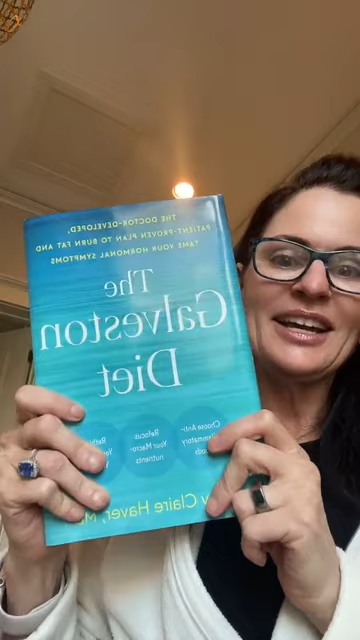 THE DOCTOR-DEVELOPED,
PATIENT-PROVEN PLAN TO BURN FAT AND
TAME YOUR HORMONAL SYMPTOMS
The
Galveston
Diet
Choose Anti-
Refocus
Your Macro-
nutrients
Claire Haver, M